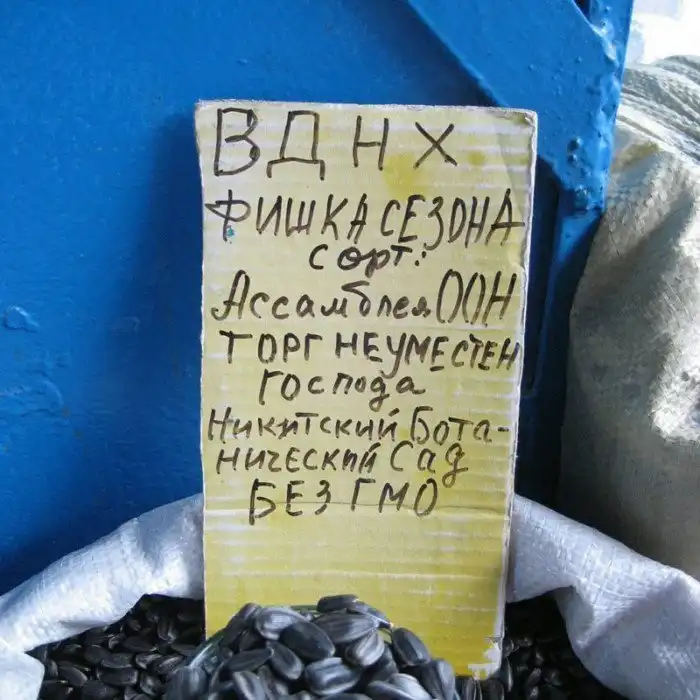 ВДНХ
ФИШКА СЕЗОНА
сорт:
Ассамблея ООН
ТОРГ НЕУМЕСТЕН
господа
Никитский Бота-
нический Сад
БЕЗ ГМО